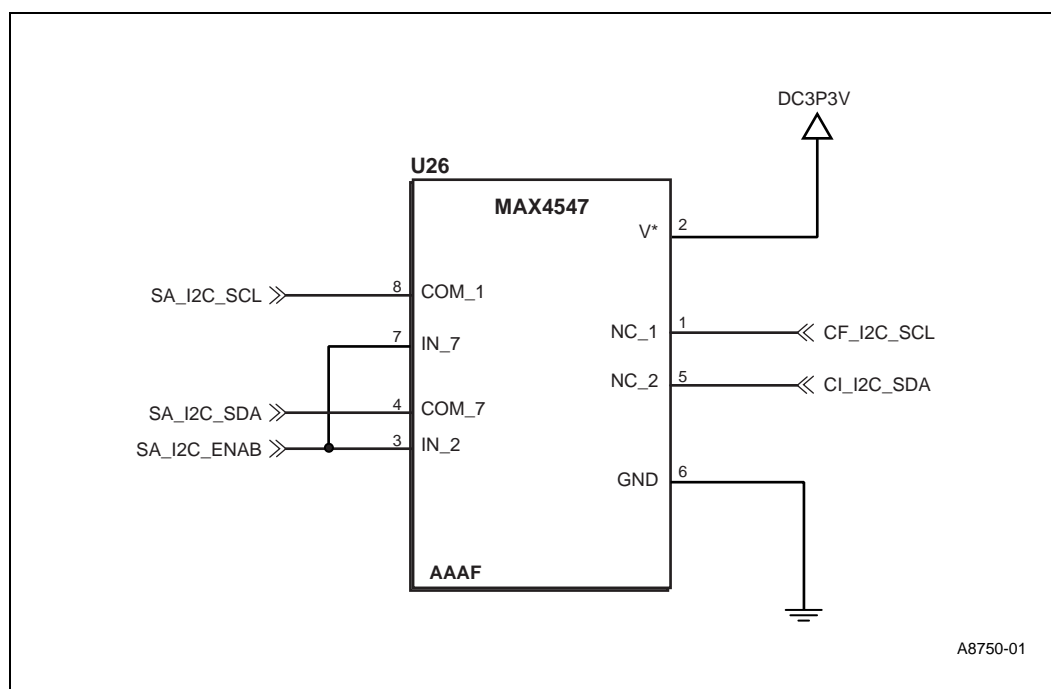 DC3P3V
U26
MAX4547
V* 2
SA_I2C_SCL 8 COM_1
7 IN_7
NC_1 1 CF_I2C_SCL
NC_2 5 CI_I2C_SDA
SA_I2C_SDA 4 COM_7
SA_I2C_ENAB 3 IN_2
GND 6
AAAF
A8750-01